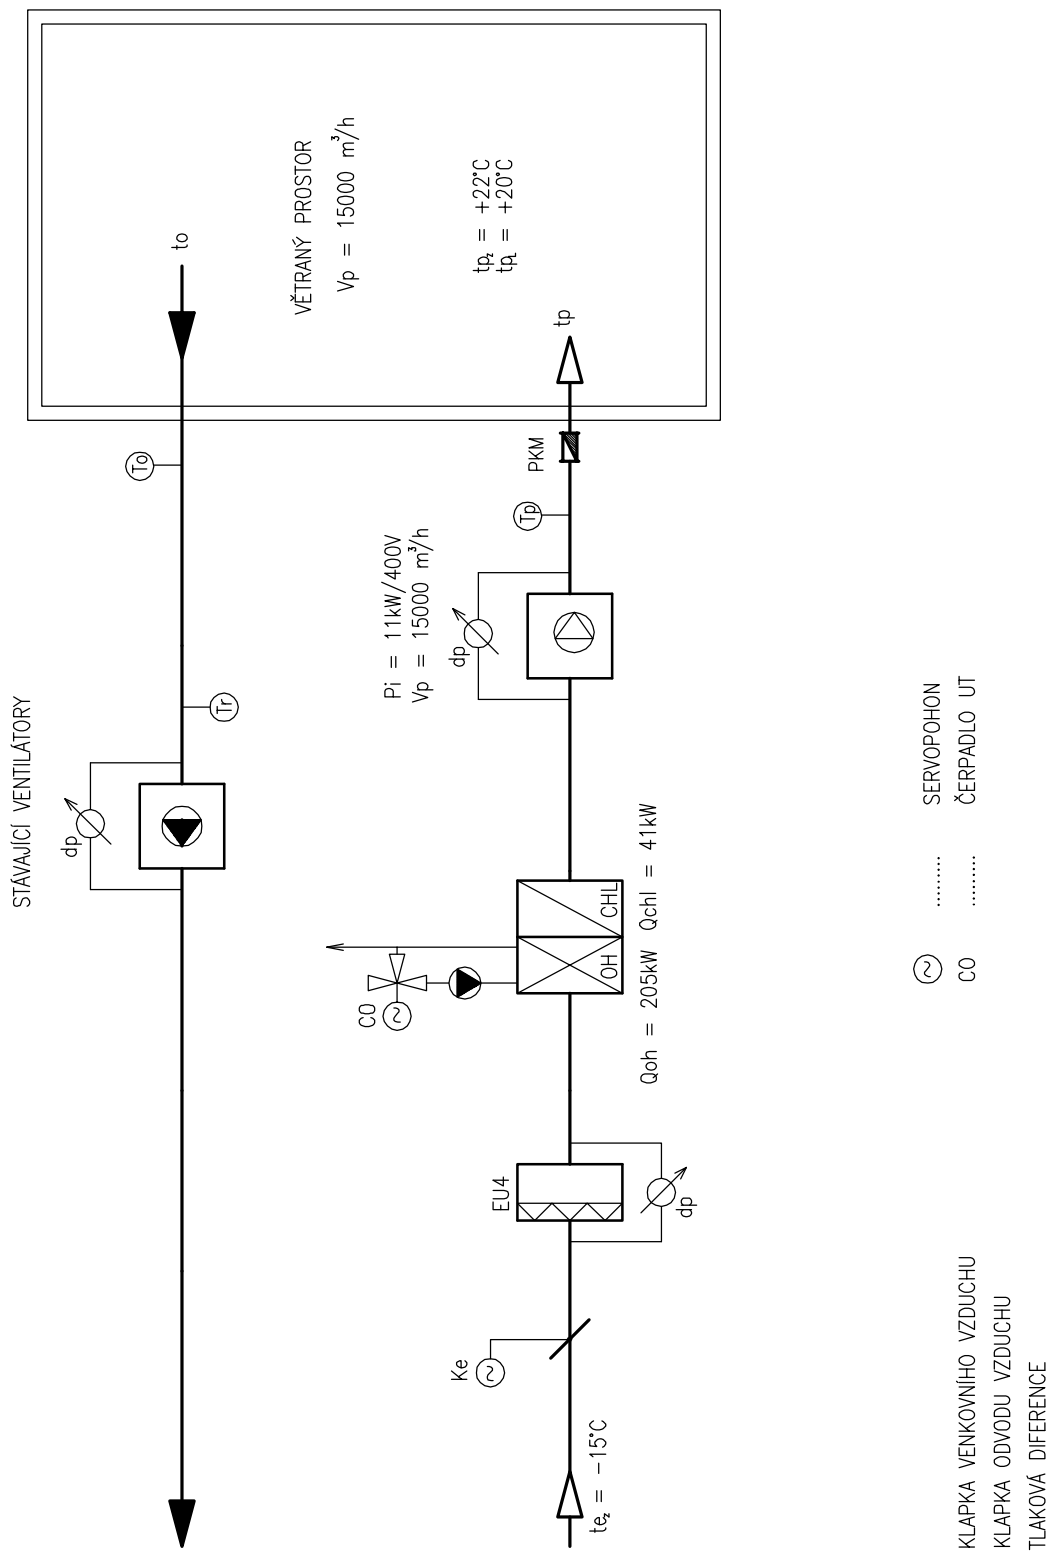 STÁVAJÍCÍ VENTILÁTORY
dp
Tr
To
to
VĚTRANÝ PROSTOR
Vp = 15000 m³/h
tpz = +22°C
tpL = +20°C
tez = -15°C
Ke
EU4
dp
Qoh = 205kW Qchl = 41kW
OH
CHL
CO
Pi = 11kW/400V
Vp = 15000 m³/h
dp
Tp
PKM
tp
KLAPKA VENKOVNÍHO VZDUCHU
KLAPKA ODVODU VZDUCHU
TLAKOVÁ DIFERENCE
~ ......... SERVOPOHON
CO ......... ČERPADLO UT